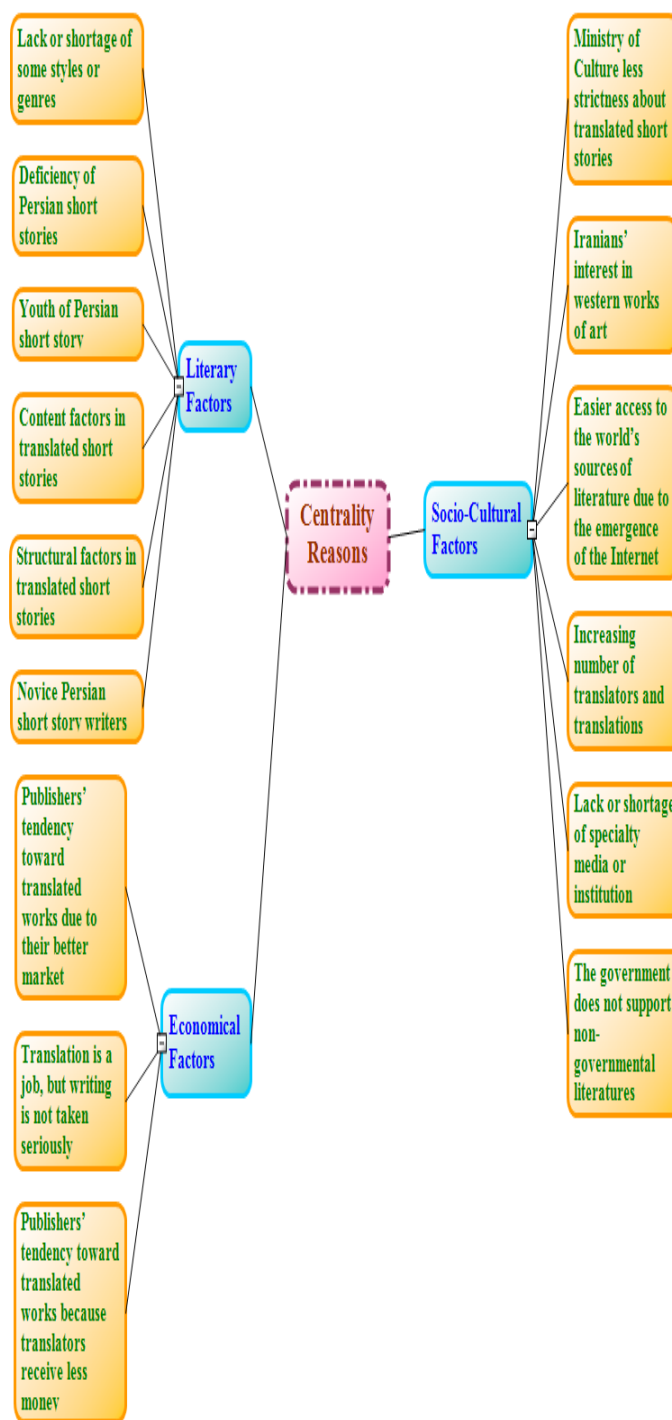 Lack or shortage of
some styles or
genres
Deficiency of
Persian short
stories
Youth of Persian
short story
Content factors in
translated short
stories
Structural factors in
translated short
stories
Novice Persian
short story writers
Literary
Factors
Publishers'
tendency
toward
translated
works due to
their better
market
Translation is a
job, but writing
is not taken
seriously
Publishers'
tendency toward
translated
works because
translators
receive less
money
Economical
Factors
Centrality
Reasons
Socio-Cultural
Factors
Ministry of
Culture less
strictness about
translated short
stories
Iranians'
interest in
western works
of art
Easier access to
the world's
sources of
literature due to
the emergence
of the Internet
Increasing
number of
translators and
translations
Lack or shortage
of specialty
media or
institution
The government
does not support
non-
governmental
literatures